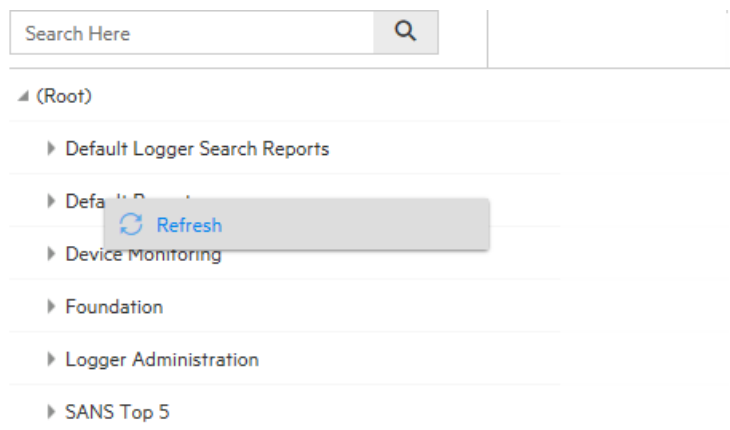 Search Here
(Root)
Default Logger Search Reports
Refresh
Device Monitoring
Foundation
Logger Administration
SANS Top 5